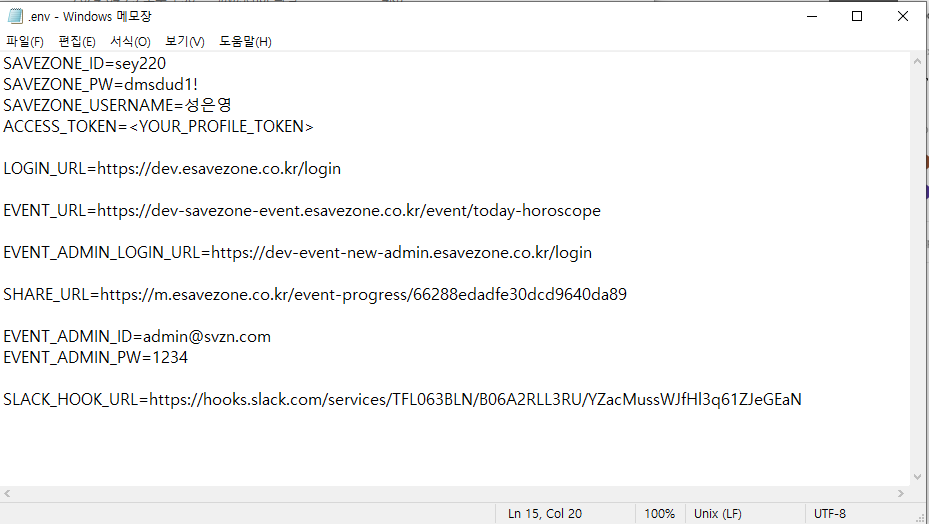 .env - Windows 메모장
파일(F) 편집(E) 서식(O) 보기(V) 도움말(H)
SAVEZONE_ID=sey220
SAVEZONE_PW=dmsdud1!
SAVEZONE_USERNAME=성은영
ACCESS_TOKEN=<YOUR_PROFILE_TOKEN>
LOGIN_URL=https://dev.esavezone.co.kr/login
EVENT_URL=https://dev-savezone-event.esavezone.co.kr/event/today-horoscope
EVENT_ADMIN_LOGIN_URL=https://dev-event-new-admin.esavezone.co.kr/login
SHARE_URL=https://m.esavezone.co.kr/event-progress/66288edadfe30dcd9640da89
EVENT_ADMIN_ID=admin@svzn.com
EVENT_ADMIN_PW=1234
SLACK_HOOK_URL=https://hooks.slack.com/services/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
Ln 15, Col 20 100% Unix (LF) UTF-8